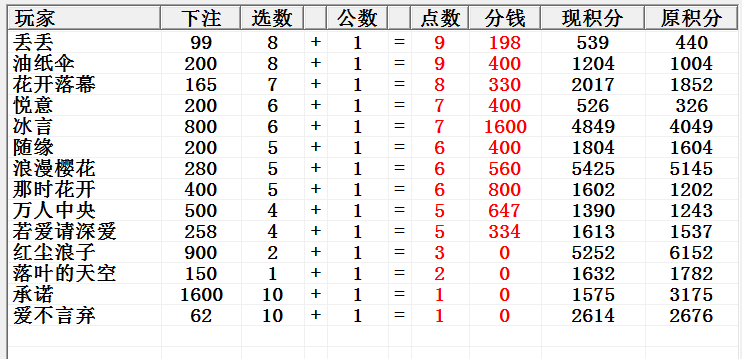 玩家 下注 选数 公数 点数 分钱 现积分 原积分
丢丢 99 8 + 1 = 9 198 539 440
油纸伞 200 8 + 1 = 9 400 1204 1004
花开落幕 165 7 + 1 = 8 330 2017 1852
悦意 200 6 + 1 = 7 400 526 326
冰言 800 6 + 1 = 7 1600 4849 4049
随缘 200 5 + 1 = 6 400 1804 1604
浪漫樱花 280 5 + 1 = 6 560 5425 5145
那时花开 400 5 + 1 = 6 800 1602 1202
万人中央 500 4 + 1 = 5 647 1390 1243
若爱请深爱 258 4 + 1 = 5 334 1613 1537
红尘浪子 900 2 + 1 = 3 0 5252 6152
落叶的天空 150 1 + 1 = 2 0 1632 1782
承诺 1600 10 + 1 = 1 0 1575 3175
爱不言弃 62 10 + 1 = 1 0 2614 2676